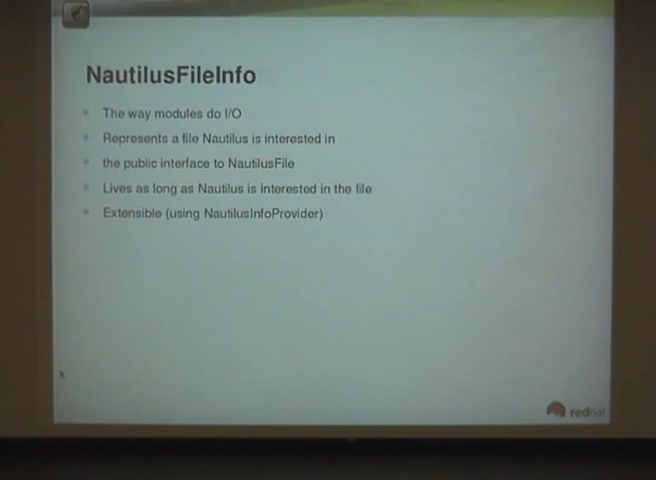 NautilusFileInfo
The way modules do I/O
Represents a file Nautilus is interested in
the public interface to NautilusFile
Lives as long as Nautilus is interested in the file
Extensible (using NautilusInfoProvider)
redhat